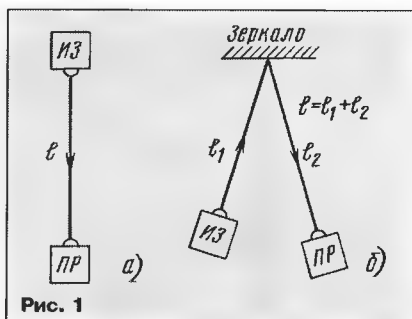 ИЗ
ℓ
ПР
а)
Зеркало
ℓ=ℓ₁+ℓ₂
ℓ₁
ℓ₂
ИЗ
ПР
б)
Рис. 1